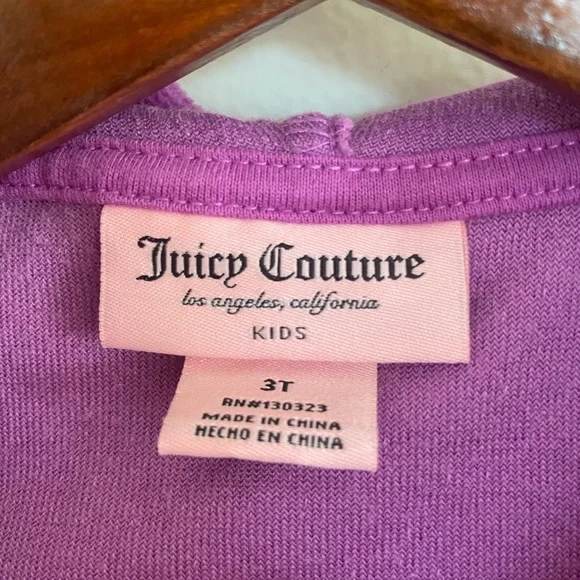 Juicy Couture
los angeles, california
KIDS
3T
RN#130323
MADE IN CHINA
HECHO EN CHINA